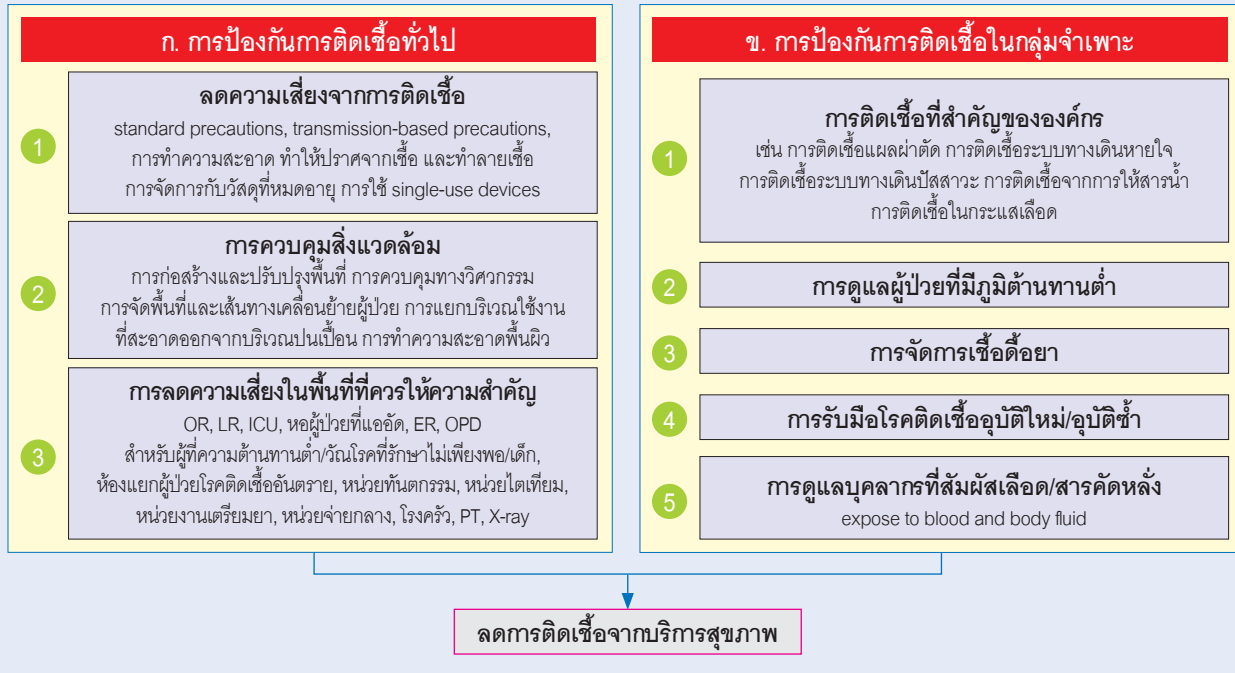 ก. การป้องกันการติดเชื้อทั่วไป
1
ลดความเสี่ยงจากการติดเชื้อ
standard precautions, transmission-based precautions,
การทำความสะอาด ทำให้ปราศจากเชื้อ และทำลายเชื้อ
การจัดการกับวัสดุที่หมดอายุ การใช้ single-use devices
2
การควบคุมสิ่งแวดล้อม
การก่อสร้างและปรับปรุงพื้นที่ การควบคุมทางวิศวกรรม
การจัดพื้นที่และเส้นทางเคลื่อนย้ายผู้ป่วย การแยกบริเวณใช้งาน
ที่สะอาดออกจากบริเวณปนเปื้อน การทำความสะอาดพื้นผิว
3
การลดความเสี่ยงในพื้นที่ที่ควรให้ความสำคัญ
OR, LR, ICU, หอผู้ป่วยที่แออัด, ER, OPD
สำหรับผู้ที่ความต้านทานต่ำ/วัณโรคที่รักษาไม่เพียงพอ/เด็ก,
ห้องแยกผู้ป่วยโรคติดเชื้ออันตราย, หน่วยทันตกรรม, หน่วยไตเทียม,
หน่วยงานเตรียมยา, หน่วยจ่ายกลาง, โรงครัว, PT, X-ray
ข. การป้องกันการติดเชื้อในกลุ่มจำเพาะ
1
การติดเชื้อที่สำคัญขององค์กร
เช่น การติดเชื้อแผลผ่าตัด การติดเชื้อระบบทางเดินหายใจ
การติดเชื้อระบบทางเดินปัสสาวะ การติดเชื้อจากการให้สารน้ำ
การติดเชื้อในกระแสเลือด
2
การดูแลผู้ป่วยที่มีภูมิต้านทานต่ำ
3
การจัดการเชื้อดื้อยา
4
การรับมือโรคติดเชื้ออุบัติใหม่/อุบัติซ้ำ
5
การดูแลบุคลากรที่สัมผัสเลือด/สารคัดหลั่ง
expose to blood and body fluid
ลดการติดเชื้อจากบริการสุขภาพ